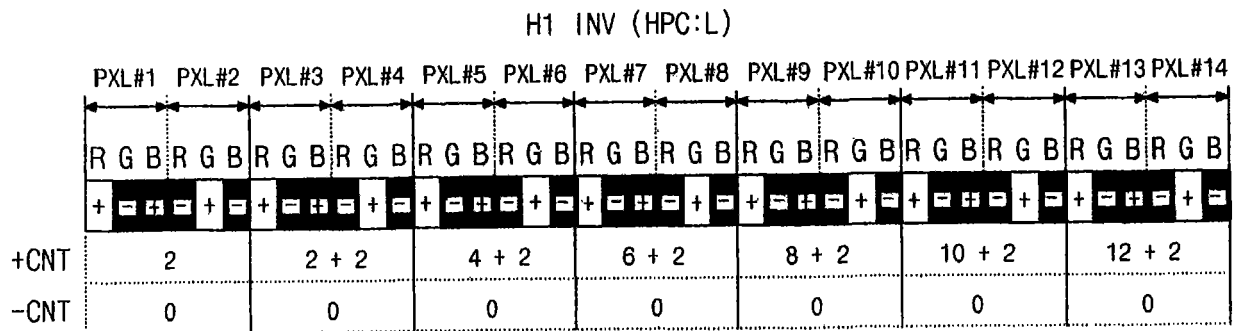 H1 INV (HPC:L)
PXL#1 PXL#2 PXL#3 PXL#4 PXL#5 PXL#6 PXL#7 PXL#8 PXL#9 PXL#10 PXL#11 PXL#12 PXL#13 PXL#14
R G B R G B R G B R G B R G B R G B R G B R G B R G B R G B R G B R G B R G B R G B
+ - + - + - + - + - + - + - + - + - + - + - + - + - + - + - + - + - + - + - + - + -
+CNT 2 2 + 2 4 + 2 6 + 2 8 + 2 10 + 2 12 + 2
-CNT 0 0 0 0 0 0 0